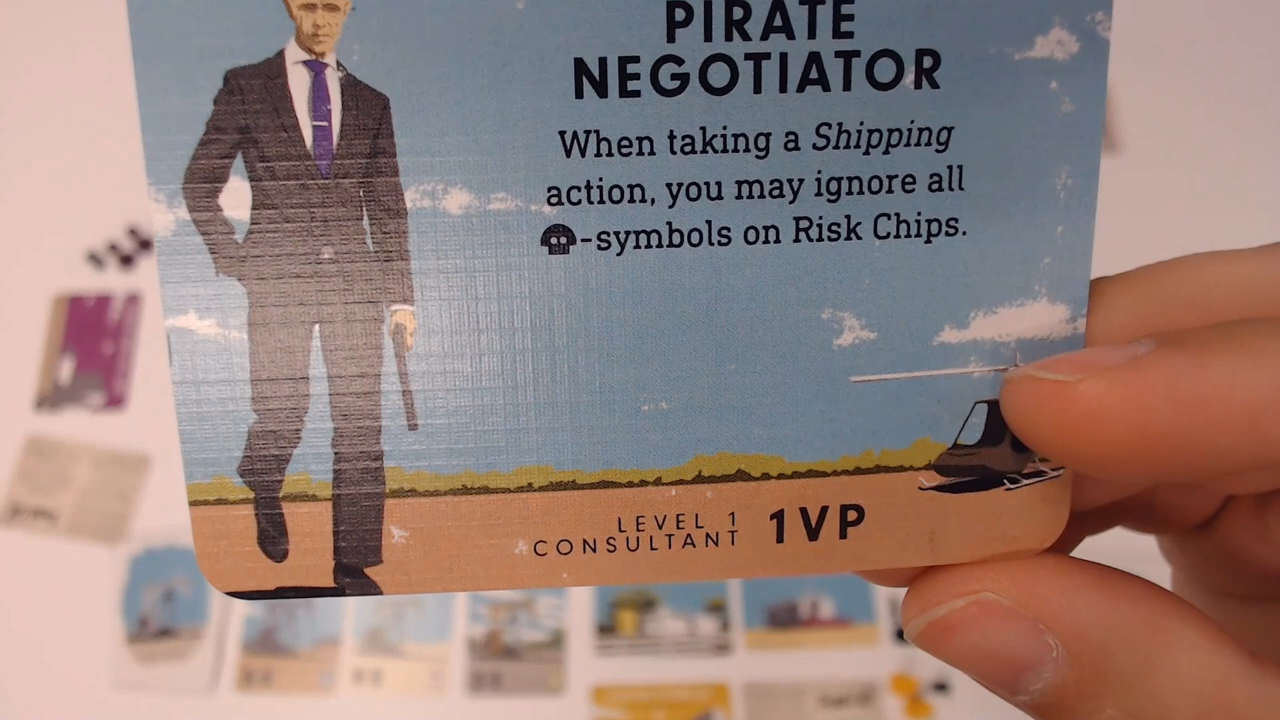 PIRATE
NEGOTIATOR
When taking a Shipping
action, you may ignore all
-symbols on Risk Chips.
LEVEL 1
CONSULTANT
1VP